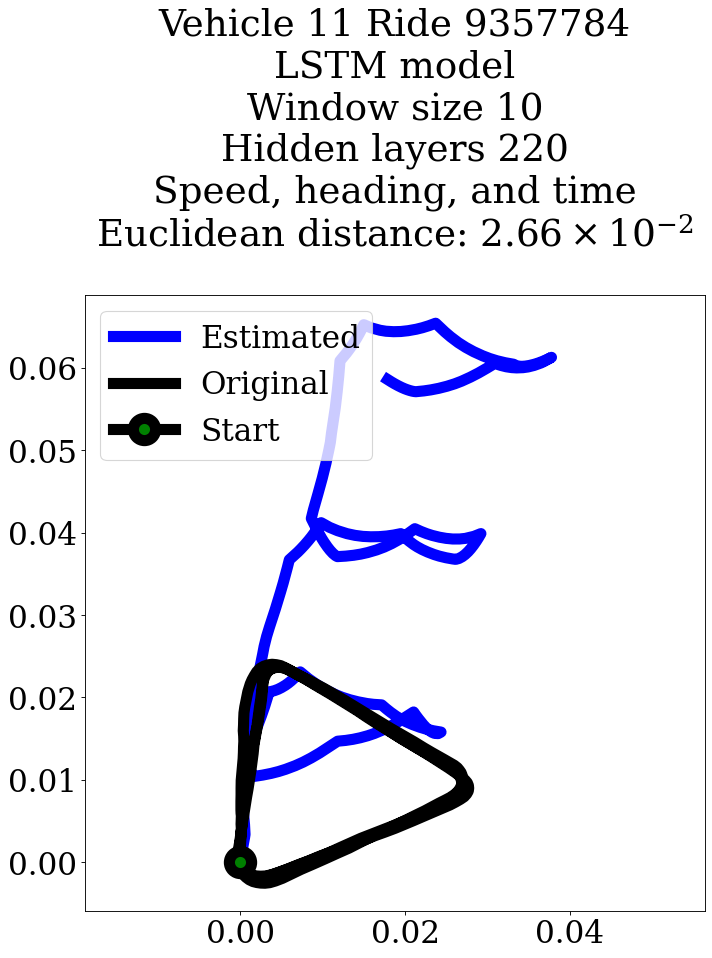 Vehicle 11 Ride 9357784
LSTM model
Window size 10
Hidden layers 220
Speed, heading, and time
Euclidean distance: 2.66 × 10⁻²
Estimated
Original
Start
0.06
0.05
0.04
0.03
0.02
0.01
0.00
0.00 0.02 0.04